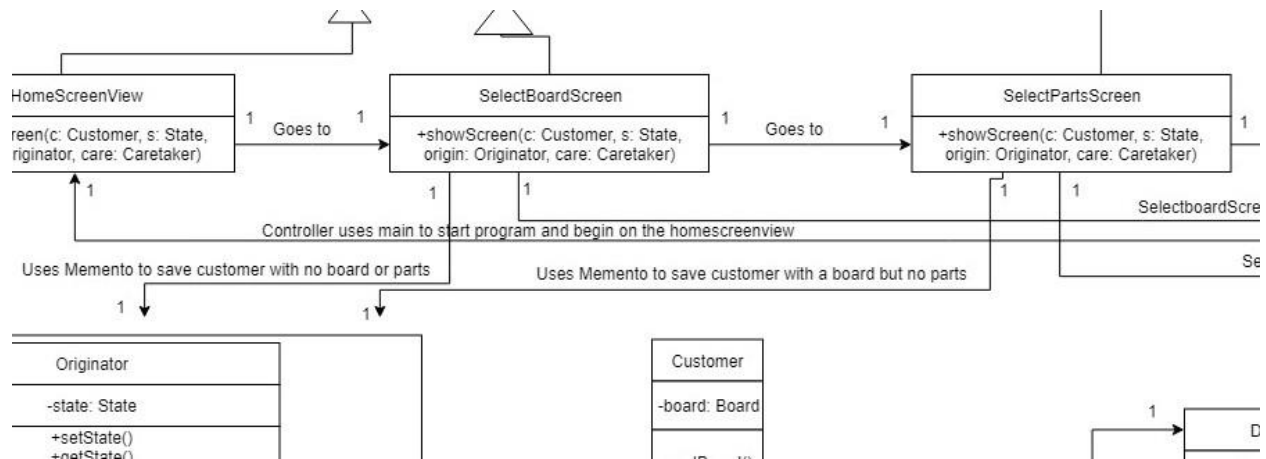 HomeScreenView
SelectBoardScreen
SelectPartsScreen
1
Goes to
1
1
Goes to
1
1
reen(c: Customer, s: State,
riginator, care: Caretaker)
+showScreen(c: Customer, s: State,
origin: Originator, care: Caretaker)
+showScreen(c: Customer, s: State,
origin: Originator, care: Caretaker)
1
1
1
1
1
SelectboardScre
Controller uses main to start program and begin on the homescreenview
Uses Memento to save customer with no board or parts
Uses Memento to save customer with a board but no parts
Se
1
1
Originator
Customer
-state: State
-board: Board
1
D
+setState()
+getState()